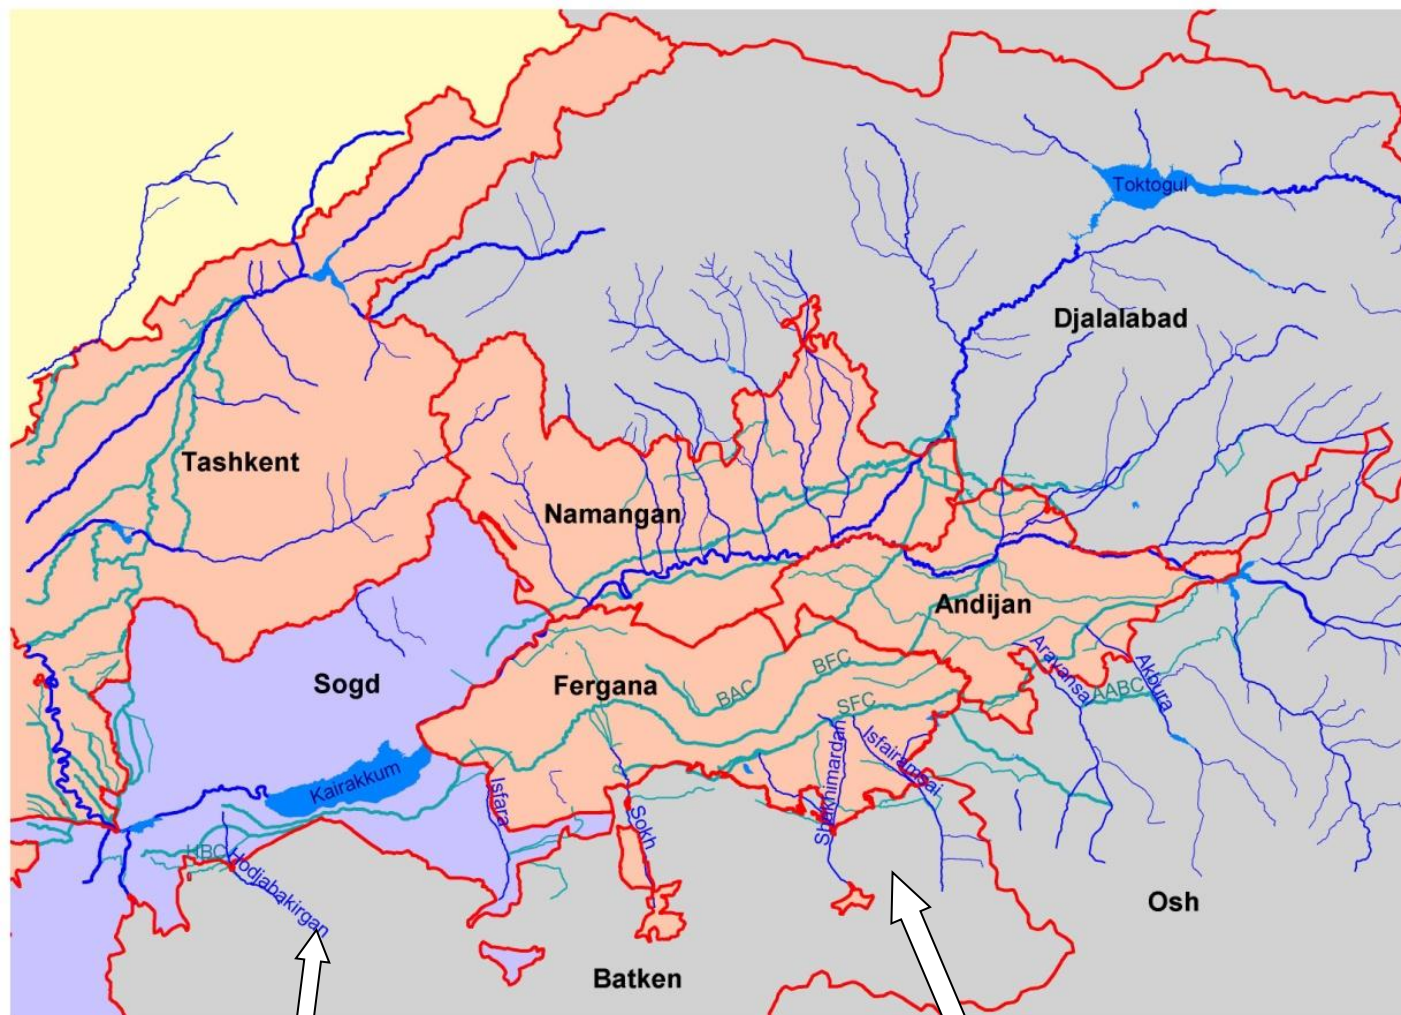 Toktogul
Djalalabad
Tashkent
Namangan
Andijan
Aravansai
Akbura
Sogd
Fergana
BFC
BAC
SFC
AABC
Kairakkum
Isfara
Sokh
Shakhimardan
Isfairamsai
HBC
Hodjabakirgan
Osh
Batken